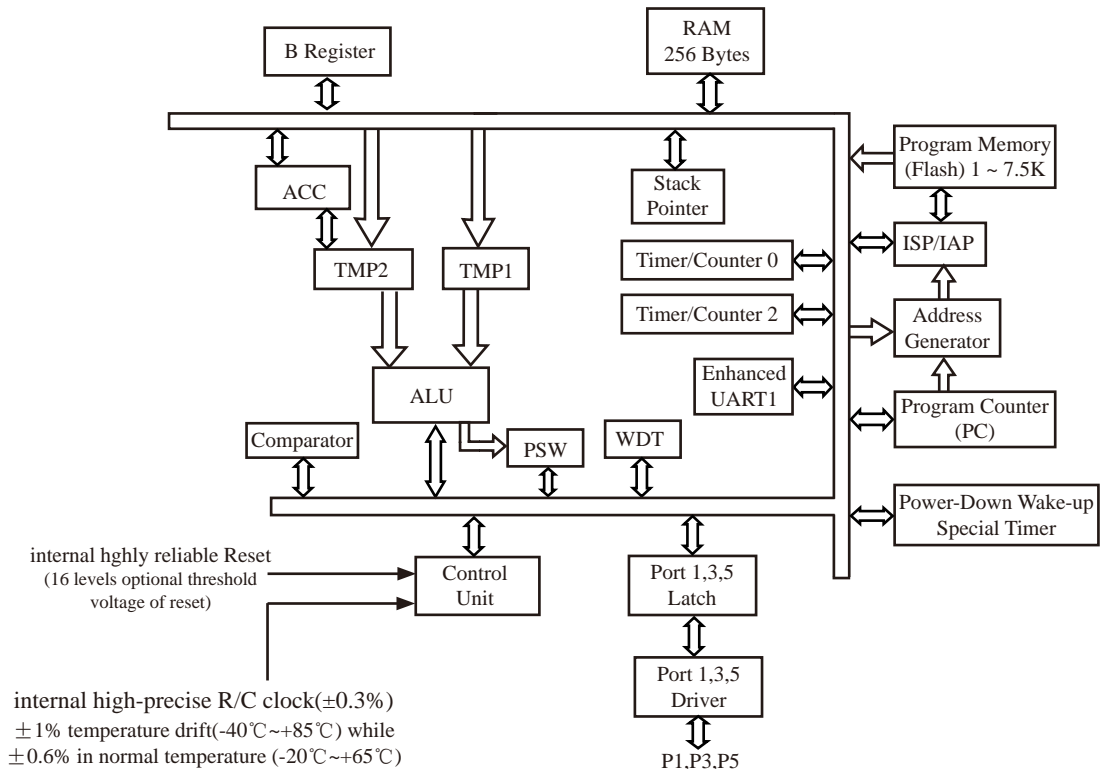 B Register
RAM
256 Bytes
Program Memory
(Flash) 1 ~ 7.5K
ACC
Stack
Pointer
ISP/IAP
TMP2
TMP1
Timer/Counter 0
Timer/Counter 2
Address
Generator
ALU
Enhanced
UART1
Program Counter
(PC)
Comparator
PSW
WDT
Power-Down Wake-up
Special Timer
internal hghly reliable Reset
(16 levels optional threshold
voltage of reset)
Control
Unit
Port 1,3,5
Latch
Port 1,3,5
Driver
internal high-precise R/C clock(±0.3%)
±1% temperature drift(-40℃~+85℃) while
±0.6% in normal temperature (-20℃~+65℃)
P1,P3,P5